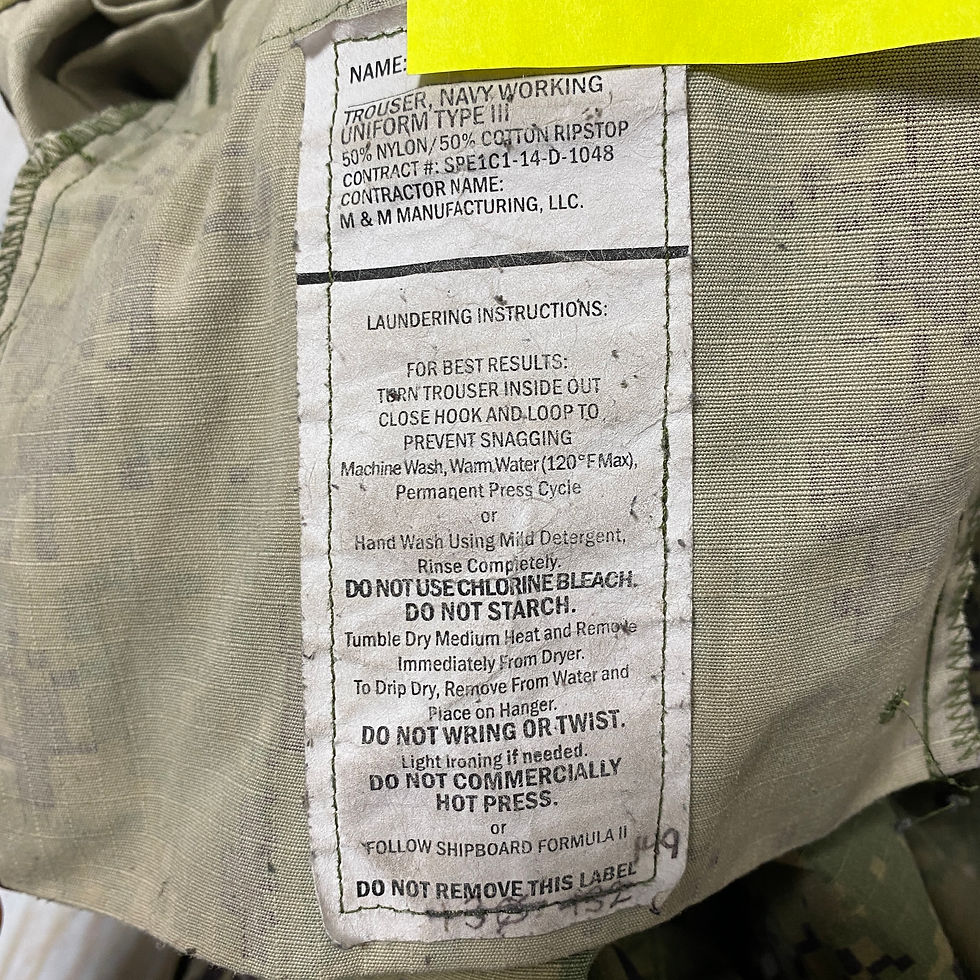 NAME:
TROUSER, NAVY WORKING
UNIFORM TYPE III
50% NYLON/50% COTTON RIPSTOP
CONTRACT #: SPE1C1-14-D-1048
CONTRACTOR NAME:
M & M MANUFACTURING, LLC.
LAUNDERING INSTRUCTIONS:
FOR BEST RESULTS:
TURN TROUSER INSIDE OUT
CLOSE HOOK AND LOOP TO
PREVENT SNAGGING
Machine Wash, Warm Water (120°F Max),
Permanent Press Cycle
or
Hand Wash Using Mild Detergent,
Rinse Completely.
DO NOT USE CHLORINE BLEACH.
DO NOT STARCH.
Tumble Dry Medium Heat and Remove
Immediately From Dryer.
To Drip Dry, Remove From Water and
Place on Hanger.
DO NOT WRING OR TWIST.
Light Ironing if needed.
DO NOT COMMERCIALLY
HOT PRESS.
or
FOLLOW SHIPBOARD FORMULA II
DO NOT REMOVE THIS LABEL